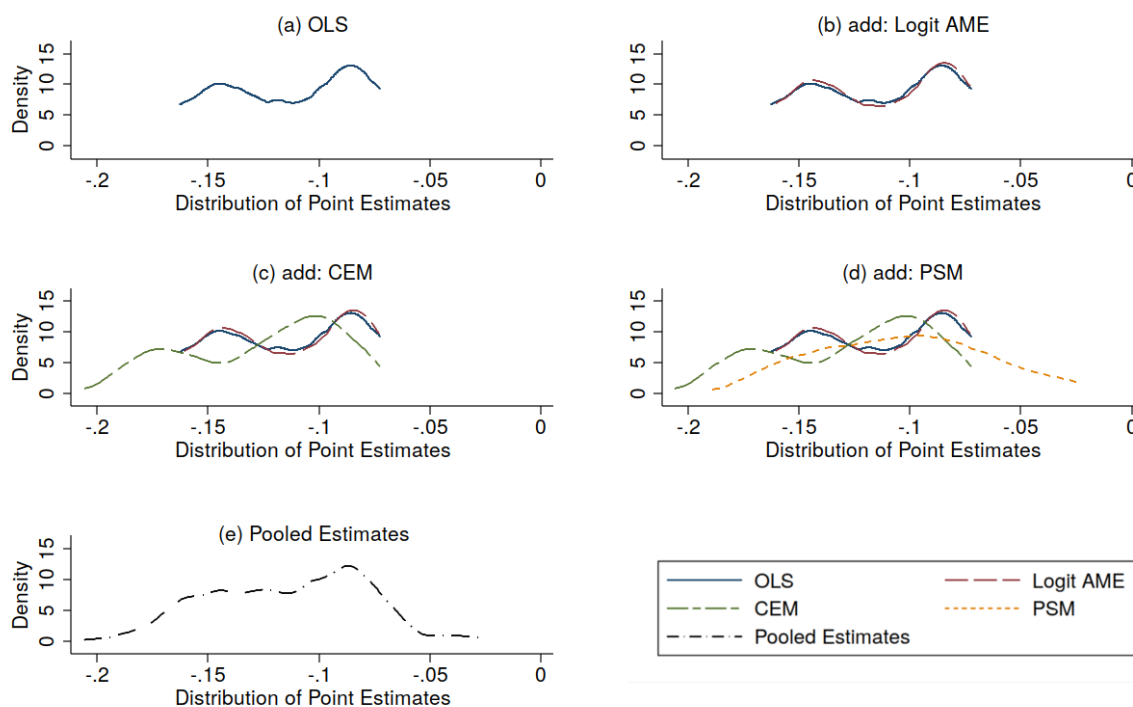 (a) OLS
Density
0 5 10 15
-.2 -.15 -.1 -.05 0
Distribution of Point Estimates
(b) add: Logit AME
0 5 10 15
-.2 -.15 -.1 -.05 0
Distribution of Point Estimates
(c) add: CEM
Density
0 5 10 15
-.2 -.15 -.1 -.05 0
Distribution of Point Estimates
(d) add: PSM
0 5 10 15
-.2 -.15 -.1 -.05 0
Distribution of Point Estimates
(e) Pooled Estimates
Density
0 5 10 15
-.2 -.15 -.1 -.05 0
Distribution of Point Estimates
OLS Logit AME
CEM PSM
Pooled Estimates